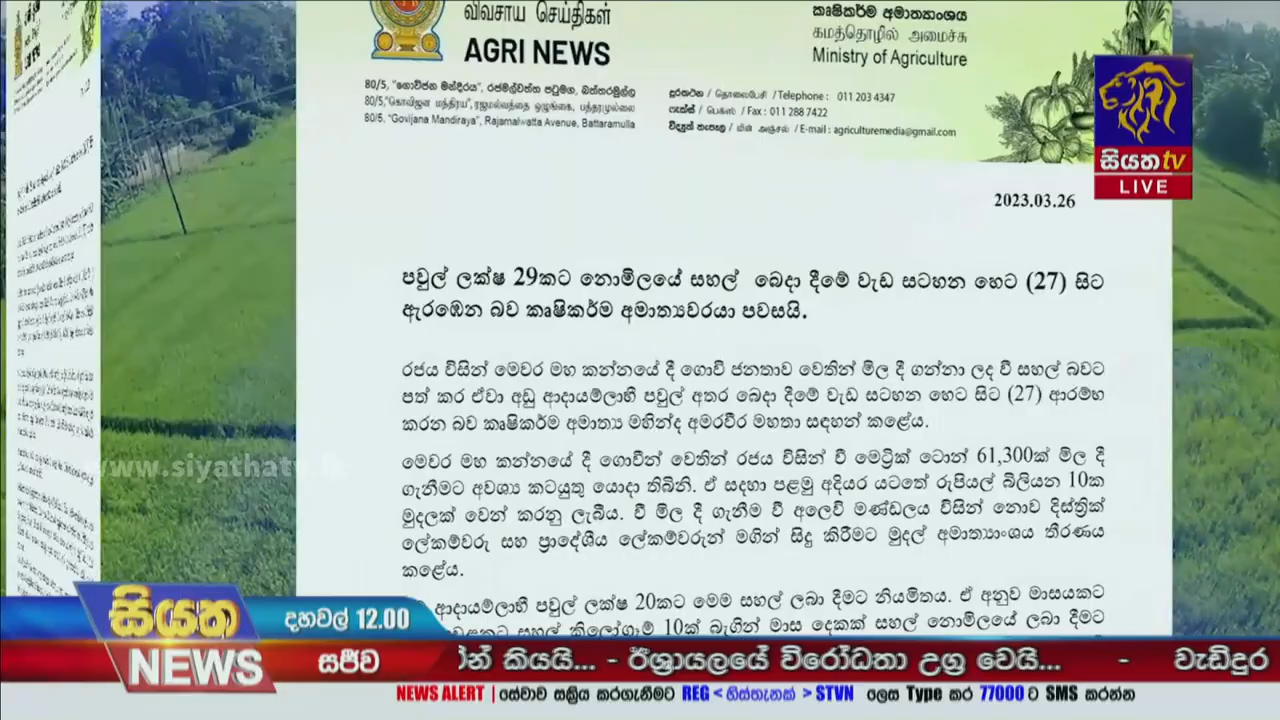 විවසාය සෙය්තිගள්
AGRI NEWS
කෘෂිකර්ම අමාත්‍යාංශය
கமத்தொழில் அமைச்சு
Ministry of Agriculture
80/5, "ගොවිජන මන්දිරය", රජමල්වත්ත පටුමග, බත්තරමුල්ල
80/5, "Govijana Mandiraya", Rajamalwatta Avenue, Battaramulla
දුරකථන / தொலைபேசி / Telephone : 011 203 4347
ෆැක්ස් / பெக்ஸ் / Fax : 011 288 7422
විද්‍යුත් තැපෑල / மின் அஞ்சல் / E-mail : agriculturemedia@gmail.com
සියත tv
LIVE
2023.03.26
පවුල් ලක්ෂ 29කට නොමිලයේ සහල් බෙදා දීමේ වැඩ සටහන හෙට (27) සිට
ඇරඹෙන බව කෘෂිකර්ම අමාත්‍යවරයා පවසයි.
රජය විසින් මෙවර මහ කන්නයේ දී ගොවි ජනතාව වෙතින් මිල දී ගන්නා ලද වී සහල් බවට
පත් කර ඒවා අඩු ආදායම්ලාභී පවුල් අතර බෙදා දීමේ වැඩ සටහන හෙට සිට (27) ආරම්භ
කරන බව කෘෂිකර්ම අමාත්‍ය මහින්ද අමරවීර මහතා සඳහන් කළේය.
මෙවර මහ කන්නයේ දී ගොවීන් වෙතින් රජය විසින් වී මෙට්‍රික් ටොන් 61,300ක් මිල දී
ගැනීමට අවශ්‍ය කටයුතු යොදා තිබිනි. ඒ සඳහා පළමු අදියර යටතේ රුපියල් බිලියන 10ක
මුදලක් වෙන් කරනු ලැබීය. වී මිල දී ගැනීම වී අලෙවි මණ්ඩලය විසින් නොව දිස්ත්‍රික්
ලේකම්වරු සහ ප්‍රාදේශීය ලේකම්වරුන් මගින් සිදු කිරීමට මුදල් අමාත්‍යාංශය තීරණය
කළේය.
ආදායම්ලාභී පවුල් ලක්ෂ 20කට මෙම සහල් ලබා දීමට නියමිතය. ඒ අනුව මාසයකට
සහල් කිලෝග්‍රෑම් 10ක් බැගින් මාස දෙකක් සහල් නොමිලයේ ලබා දීමට
www.siyathatv.lk
සියත
NEWS
දහවල් 12.00
සජීව
න් කියයි... - ඊශ්‍රායලයේ විරෝධතා උග්‍ර වෙයි... - වැඩිදුර
NEWS ALERT | සේවාව සක්‍රිය කරගැනීමට REG < හිස්තැනක් > STVN ලෙස Type කර 77000 ට SMS කරන්න